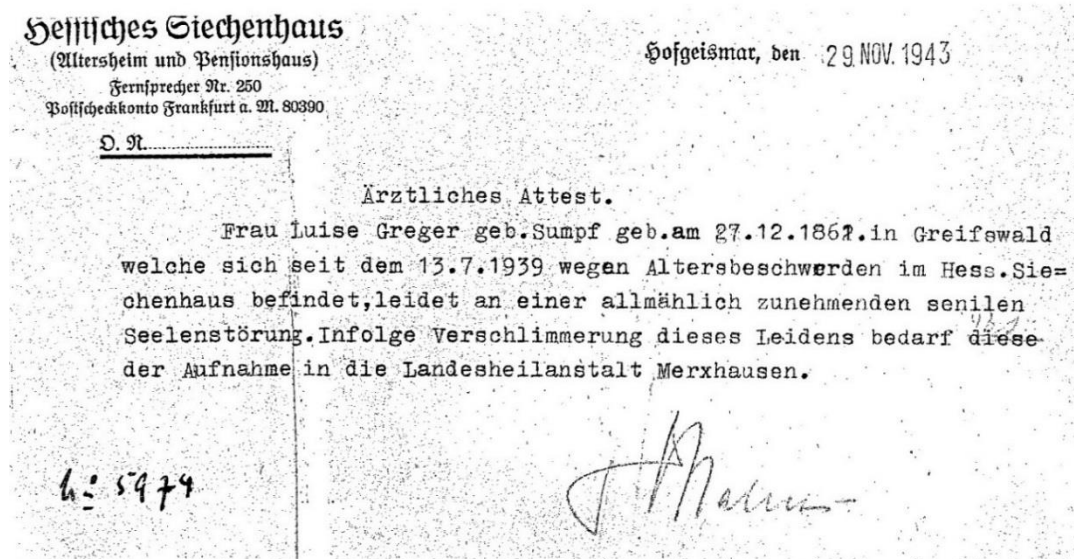 Hessisches Siechenhaus
(Altersheim und Pensionshaus)
Fernsprecher Nr. 250
Postscheckkonto Frankfurt a. M. 80390
D. N.
Hofgeismar, den 29. NOV. 1943
Ärztliches Attest.
Frau Luise Greger geb.Sumpf geb.am 27.12.1862.in Greifswald
welche sich seit dem 13.7.1939 wegen Altersbeschwerden im Hess.Sie=
chenhaus befindet,leidet an einer allmählich zunehmenden senilen
Seelenstörung.Infolge Verschlimmerung dieses Leidens bedarf diese
der Aufnahme in die Landesheilanstalt Merxhausen.
5974